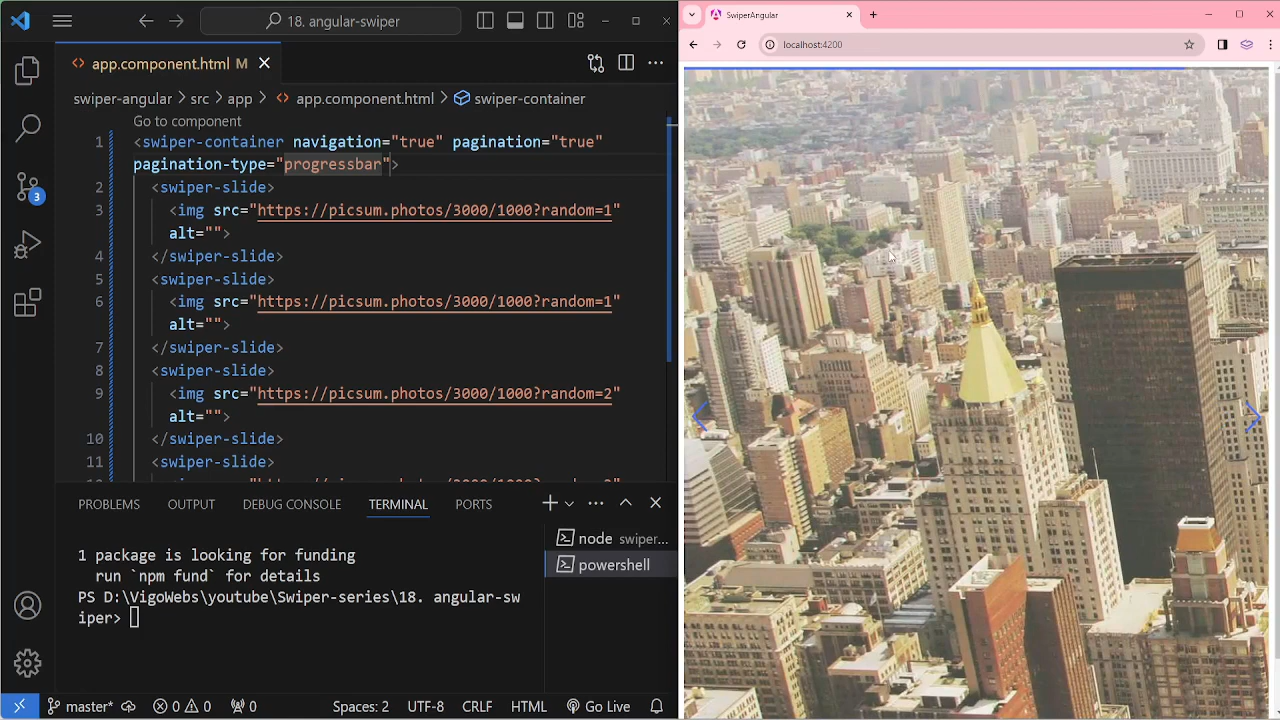 18. angular-swiper
app.component.html M
swiper-angular > src > app > app.component.html > swiper-container
Go to component
1 <swiper-container navigation="true" pagination="true"
pagination-type="progressbar">
2 <swiper-slide>
3 <img src="https://picsum.photos/3000/1000?random=1"
alt="">
4 </swiper-slide>
5 <swiper-slide>
6 <img src="https://picsum.photos/3000/1000?random=1"
alt="">
7 </swiper-slide>
8 <swiper-slide>
9 <img src="https://picsum.photos/3000/1000?random=2"
alt="">
10 </swiper-slide>
11 <swiper-slide>
3
PROBLEMS OUTPUT DEBUG CONSOLE TERMINAL PORTS
1 package is looking for funding
run `npm fund` for details
PS D:\VigoWebs\youtube\Swiper-series\18. angular-sw
iper>
node swiper...
powershell
master* 0 0 0 Spaces: 2 UTF-8 CRLF HTML Go Live
SwiperAngular
localhost:4200